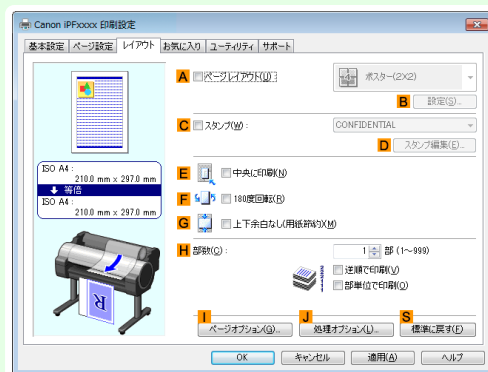 Canon iPFxxxx 印刷設定
基本設定 ページ設定 レイアウト お気に入り ユーティリティ サポート
A ページレイアウト(U) : ポスター(2X2)
B 設定(S)...
C スタンプ(W) : CONFIDENTIAL
D スタンプ編集(E)...
ISO A4 :
210.0 mm x 297.0 mm
等倍
ISO A4 :
210.0 mm x 297.0 mm
E 中央に印刷(N)
F 180度回転(R)
G 上下余白なし(用紙節約)(M)
H 部数(C) : 1 部 (1～999)
逆順で印刷(V)
部単位で印刷(O)
R
I J S
ページオプション(G)... 処理オプション(L)... 標準に戻す(F)
OK キャンセル 適用(A) ヘルプ